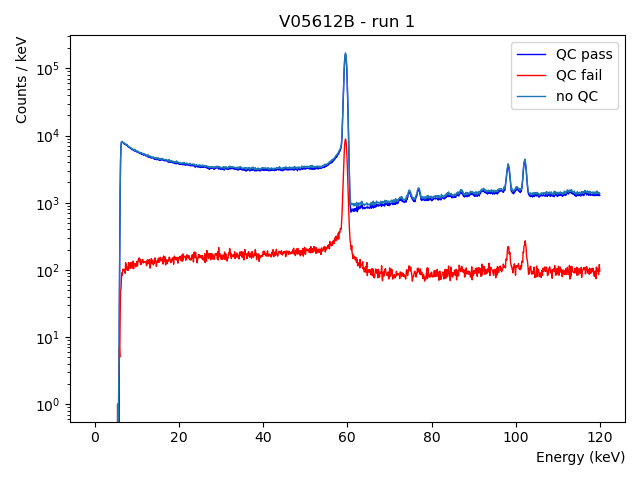 V05612B - run 1
Counts / keV
10^5
10^4
10^3
10^2
10^1
10^0
QC pass
QC fail
no QC
0 20 40 60 80 100 120
Energy (keV)